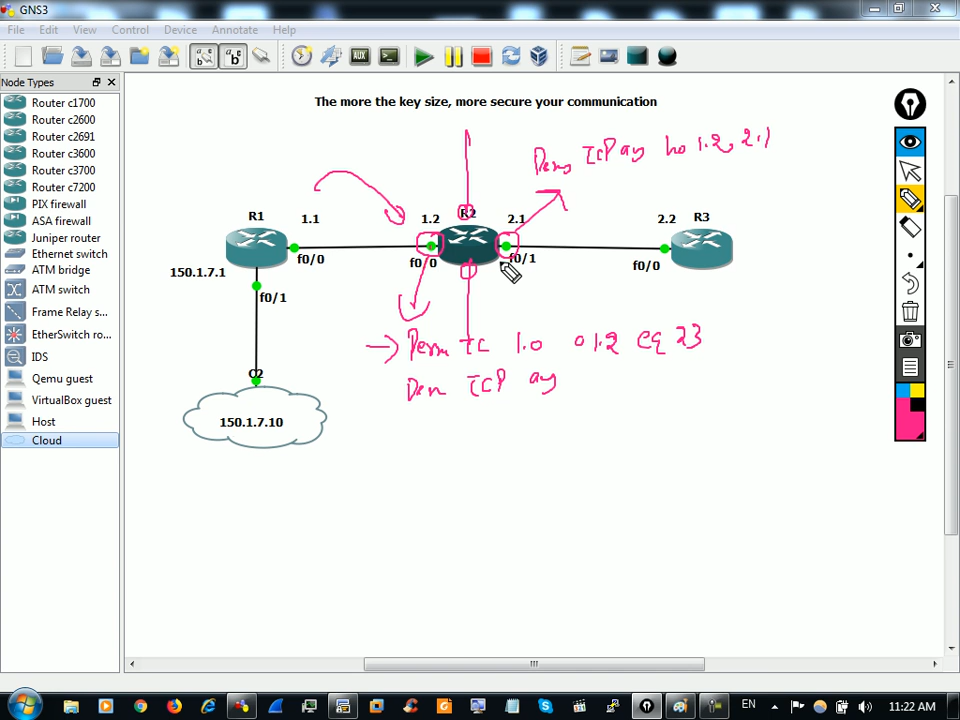 GNS3
File Edit View Control Device Annotate Help
Node Types
Router c1700
Router c2600
Router c2691
Router c3600
Router c3700
Router c7200
PIX firewall
ASA firewall
Juniper router
Ethernet switch
ATM bridge
ATM switch
Frame Relay s...
EtherSwitch ro...
IDS
Qemu guest
VirtualBox guest
Host
Cloud
The more the key size, more secure your communication
Deny TCP ay ho 1.2, 2.1
R1 1.1 1.2 R2 2.1 2.2 R3
150.1.7.1 f0/0 f0/0 f0/1 f0/0
f0/1
Perm TC 1.0 0 1.2 eq 23
Den TCP ay
C2
150.1.7.10
EN 11:22 AM